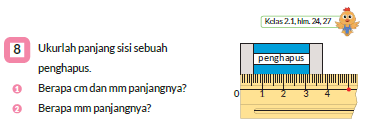 Kelas 2.1, hlm. 24, 27
8 Ukurlah panjang sisi sebuah
penghapus.
1 Berapa cm dan mm panjangnya?
2 Berapa mm panjangnya?
penghapus
0 1 2 3 4